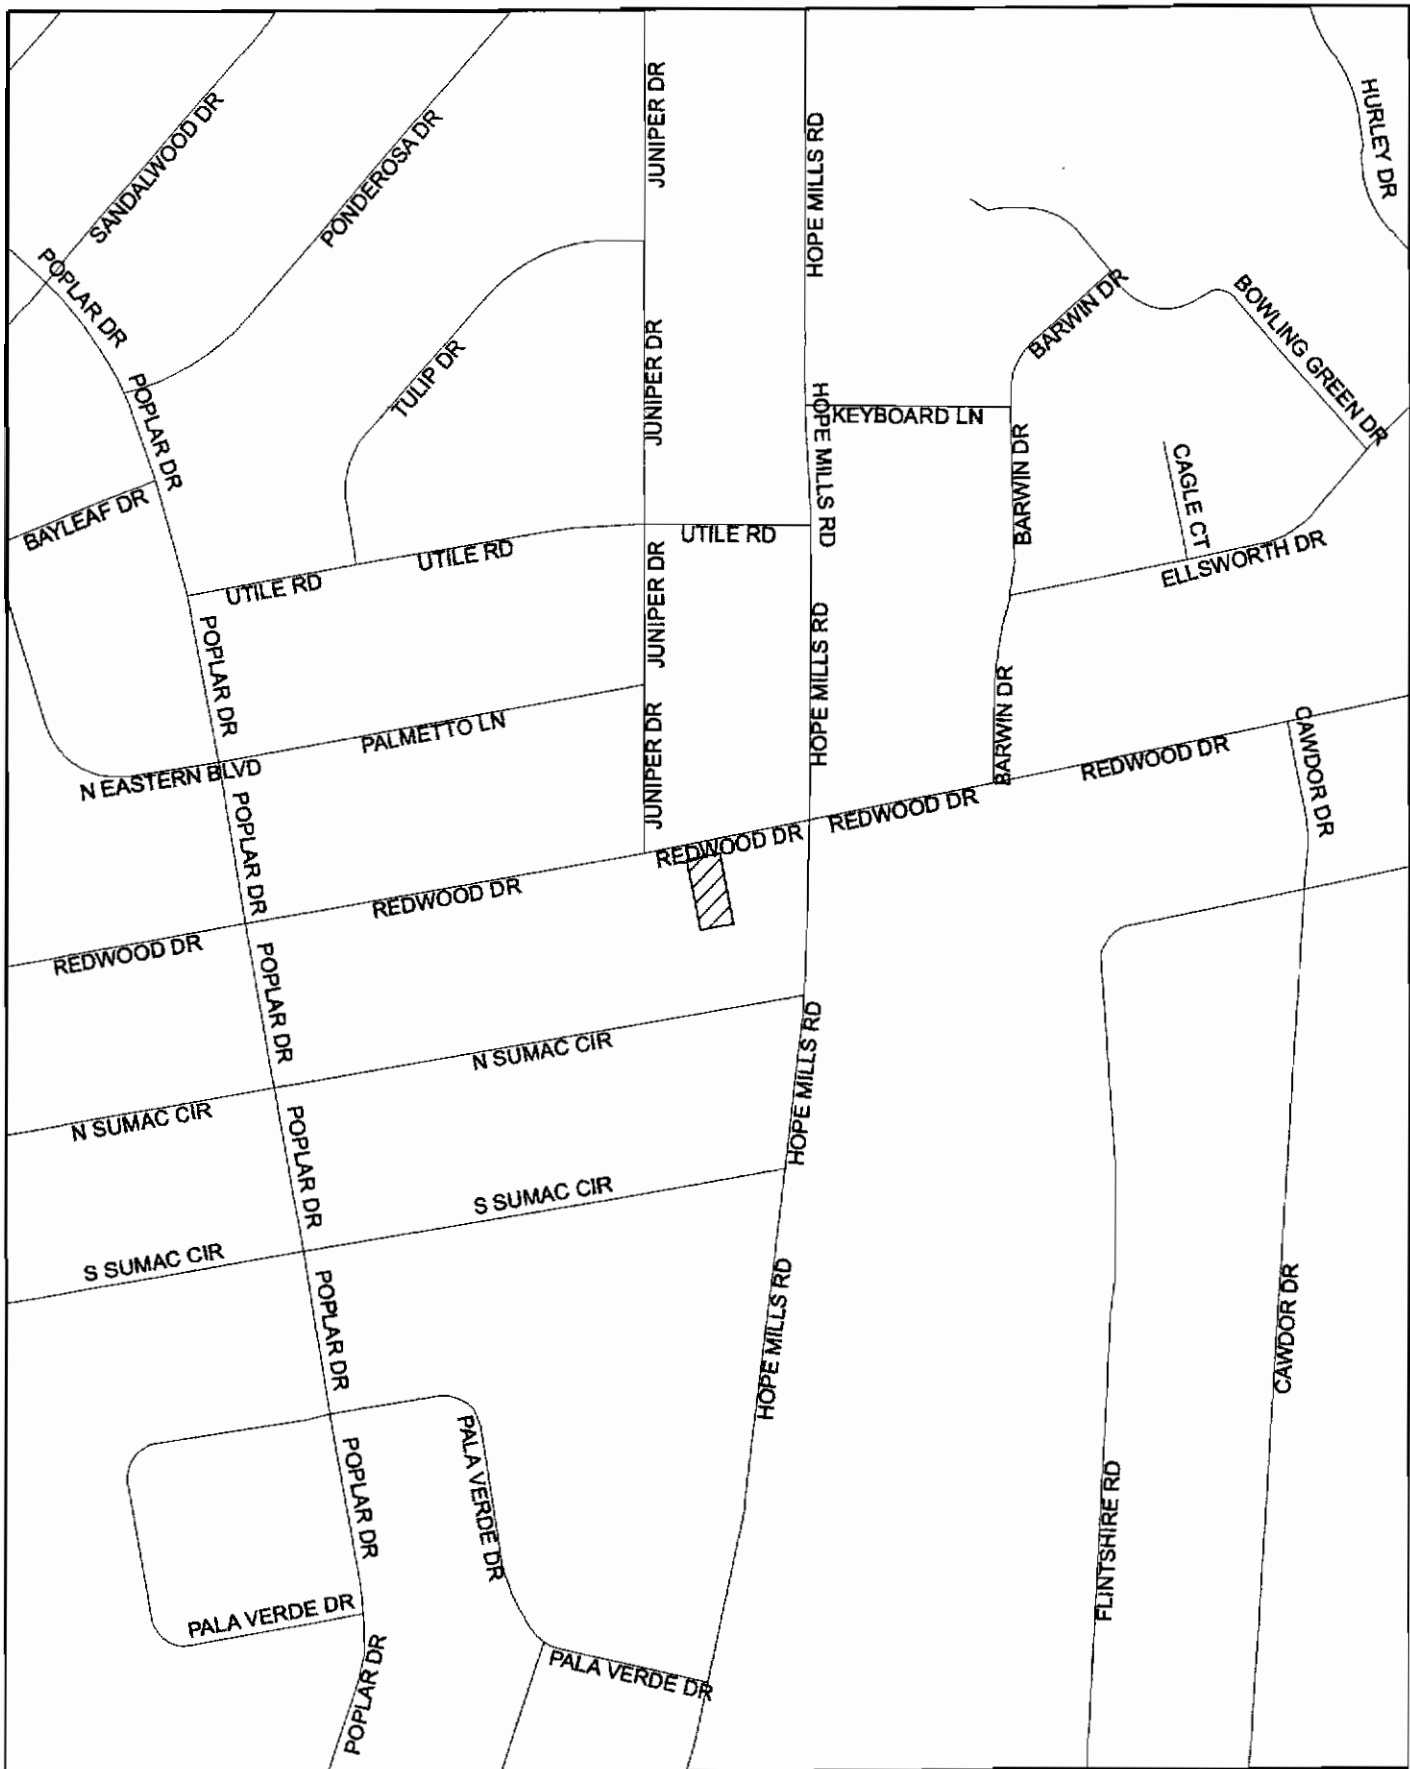 JUNIPER DR
HURLEY DR
SANDALWOOD DR
PONDEROSA DR
HOPE MILLS RD
POPLAR DR
BARWIN DR
BOWLING GREEN DR
TULIP DR
JUNIPER DR
POPLAR DR
HOPE MILLS RD
KEYBOARD LN
BARWIN DR
CAGLE CT
BAYLEAF DR
UTILE RD
UTILE RD
UTILE RD
JUNIPER DR
ELLSWORTH DR
POPLAR DR
HOPE MILLS RD
BARWIN DR
PALMETTO LN
JUNIPER DR
CAWDOR DR
N EASTERN BLVD
REDWOOD DR
POPLAR DR
REDWOOD DR
REDWOOD DR
REDWOOD DR
REDWOOD DR
POPLAR DR
N SUMAC CIR
HOPE MILLS RD
N SUMAC CIR
POPLAR DR
S SUMAC CIR
S SUMAC CIR
POPLAR DR
HOPE MILLS RD
CAWDOR DR
PALA VERDE DR
POPLAR DR
FLINTSHIRE RD
PALA VERDE DR
POPLAR DR
PALA VERDE DR